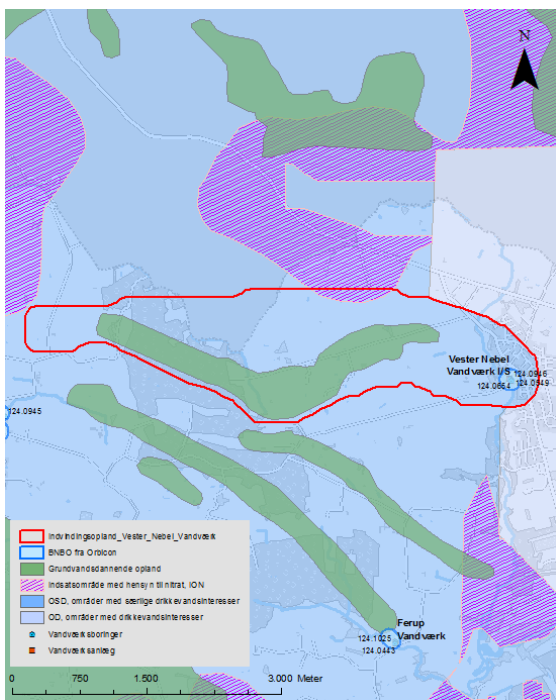 N
Vester Nebel
Vandværk I/S
124.0946
124.0549
124.0664
124.0945
Indvindingsopland_Vester_Nebel_Vandværk
BNBO fra Orbicon
Grundvandsdannende opland
Indsatsområde med hensyn til nitrat, ION
OSD, områder med særlige drikkevandsinteresser
OD, områder med drikkevandsinteresser
Vandværksboringer
Vandværksanlæg
Ferup
Vandværk
124.1025
124.0443
0 750 1.500 3.000 Meter